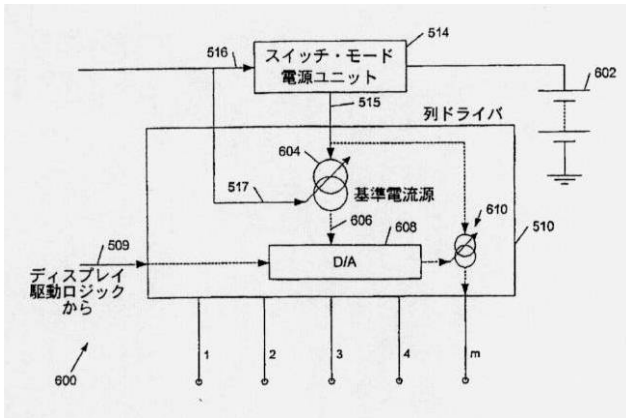 514
516
スイッチ・モード
電源ユニット
602
515
列ドライバ
604
517
基準電流源
606
608
610
510
509
D/A
ディスプレイ
駆動ロジック
から
1
2
3
4
m
600